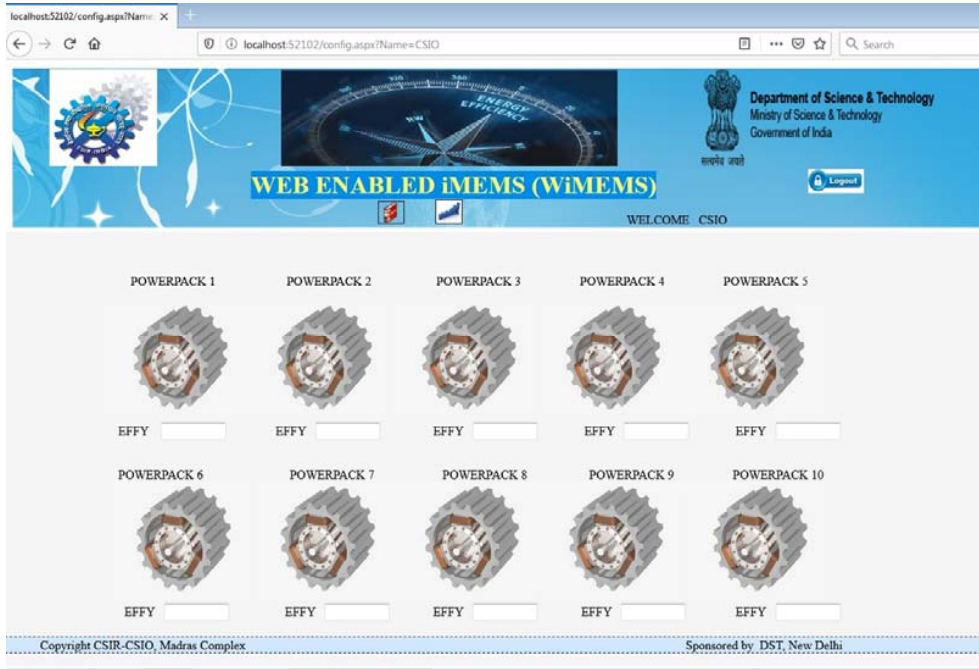 localhost:52102/config.aspx?Name
localhost:52102/config.aspx?Name=CSIO
Search
ENERGY
EFFICIENCY
NW
Department of Science & Technology
Ministry of Science & Technology
Government of India
सत्यमेव जयते
Logout
WEB ENABLED iMEMS (WiMEMS)
WELCOME CSIO
POWERPACK 1 POWERPACK 2 POWERPACK 3 POWERPACK 4 POWERPACK 5
EFFY EFFY EFFY EFFY EFFY
POWERPACK 6 POWERPACK 7 POWERPACK 8 POWERPACK 9 POWERPACK 10
EFFY EFFY EFFY EFFY EFFY
Copyright CSIR-CSIO, Madras Complex Sponsored by DST, New Delhi